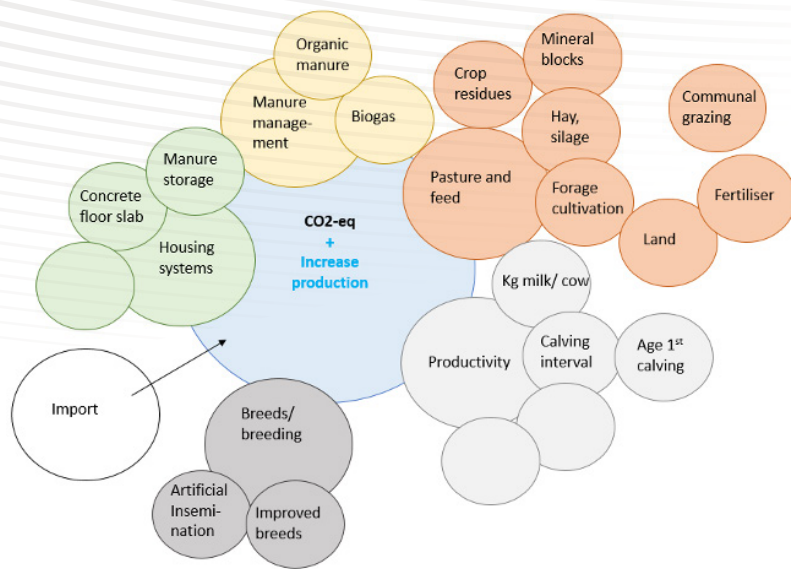 Organic
manure
Manure
manage-
ment
Biogas
Mineral
blocks
Crop
residues
Hay,
silage
Communal
grazing
Pasture and
feed
Forage
cultivation
Fertiliser
Land
Manure
storage
Concrete
floor slab
Housing
systems
CO2-eq
+
Increase
production
Kg milk/ cow
Productivity
Calving
interval
Age 1st
calving
Import
Breeds/
breeding
Artificial
Insemi-
nation
Improved
breeds